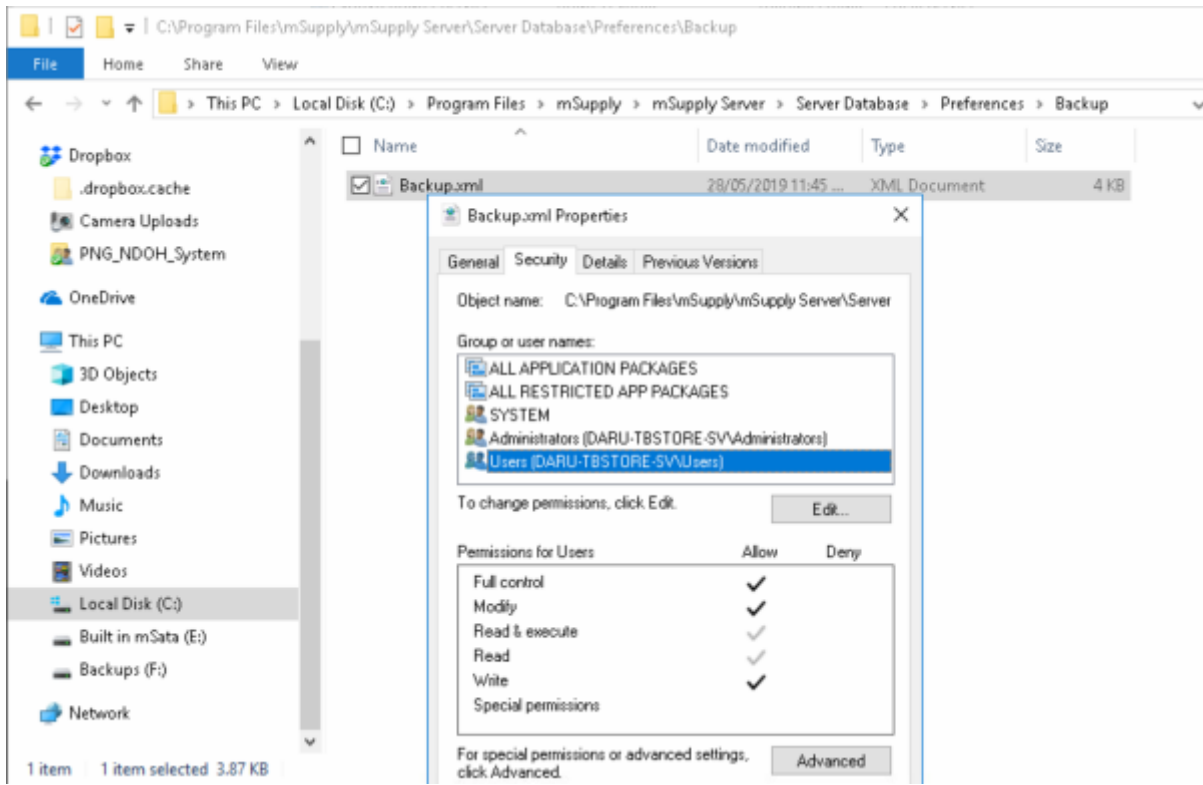 C:\Program Files\mSupply\mSupply Server\Server Database\Preferences\Backup
File Home Share View
This PC > Local Disk (C:) > Program Files > mSupply > mSupply Server > Server Database > Preferences > Backup
Name Date modified Type Size
Backup.xml 28/05/2019 11:45 ... XML Document 4 KB
Dropbox
.dropbox.cache
Camera Uploads
PNG_NDOH_System
OneDrive
This PC
3D Objects
Desktop
Documents
Downloads
Music
Pictures
Videos
Local Disk (C:)
Built in mSata (E:)
Backups (F:)
Network
1 item 1 item selected 3.87 KB
Backup.xml Properties
General Security Details Previous Versions
Object name: C:\Program Files\mSupply\mSupply Server\Server
Group or user names:
ALL APPLICATION PACKAGES
ALL RESTRICTED APP PACKAGES
SYSTEM
Administrators (DARU-TBSTORE-SV\Administrators)
Users (DARU-TBSTORE-SV\Users)
To change permissions, click Edit. Edit...
Permissions for Users Allow Deny
Full control
Modify
Read & execute
Read
Write
Special permissions
For special permissions or advanced settings, Advanced
click Advanced.